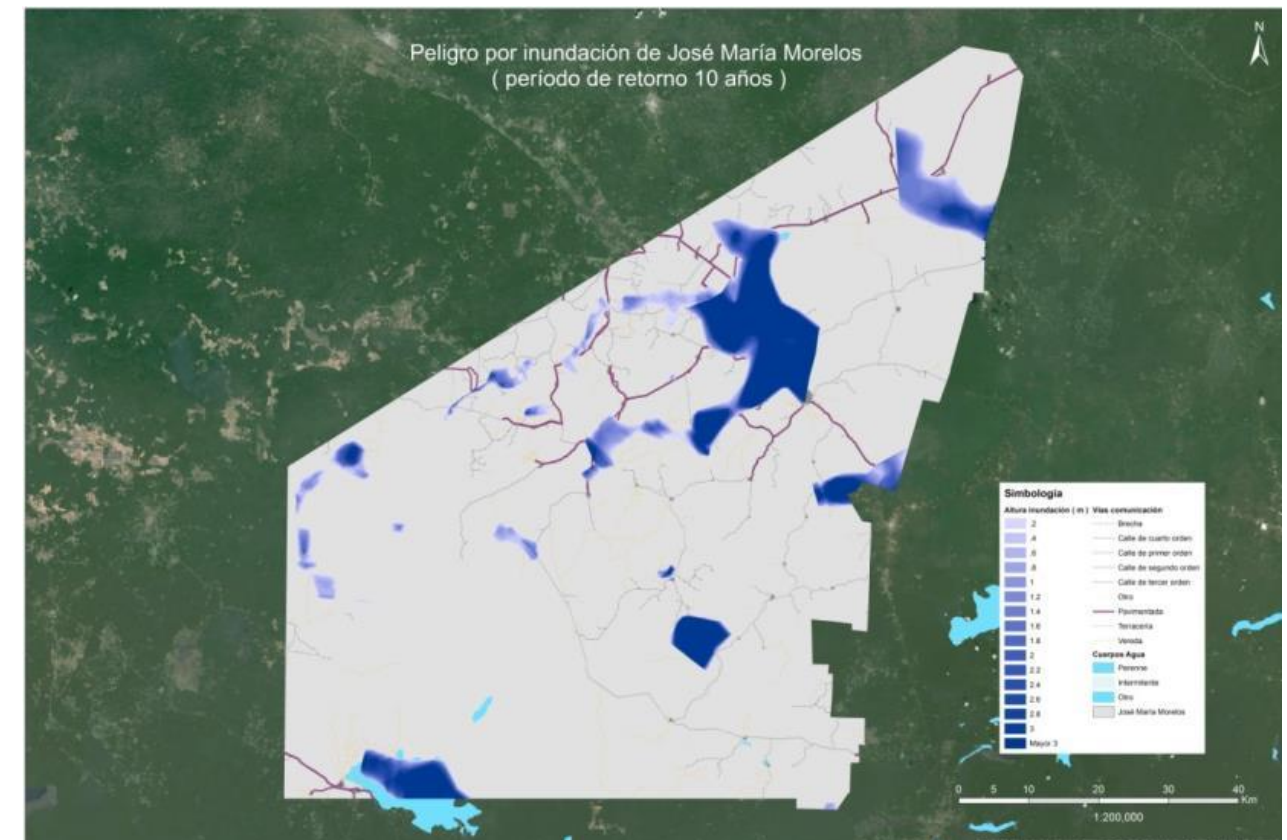 Peligro por inundación de José María Morelos
( período de retorno 10 años )
N
Simbología
Altura inundación ( m )
.2
.4
.6
.8
1
1.2
1.4
1.6
1.8
2
2.2
2.4
2.6
2.8
3
Mayor 3
Vías comunicación
Brecha
Calle de cuarto orden
Calle de primer orden
Calle de segundo orden
Calle de tercer orden
Otro
Pavimentada
Terracería
Vereda
Cuerpos Agua
Perenne
Intermitente
Otro
José María Morelos
0 5 10 20 30 40
Km
1:200,000